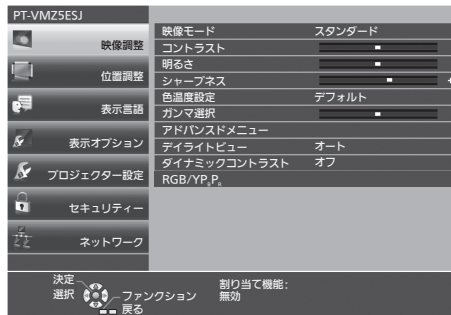 PT-VMZ5ESJ
映像調整
位置調整
表示言語
表示オプション
プロジェクター設定
セキュリティー
ネットワーク
映像モード スタンダード
コントラスト
明るさ
シャープネス +
色温度設定 デフォルト
ガンマ選択
アドバンスドメニュー
デイライトビュー オート
ダイナミックコントラスト オフ
RGB/YPBPR
決定
選択
ファンクション
戻る
割り当て機能:
無効